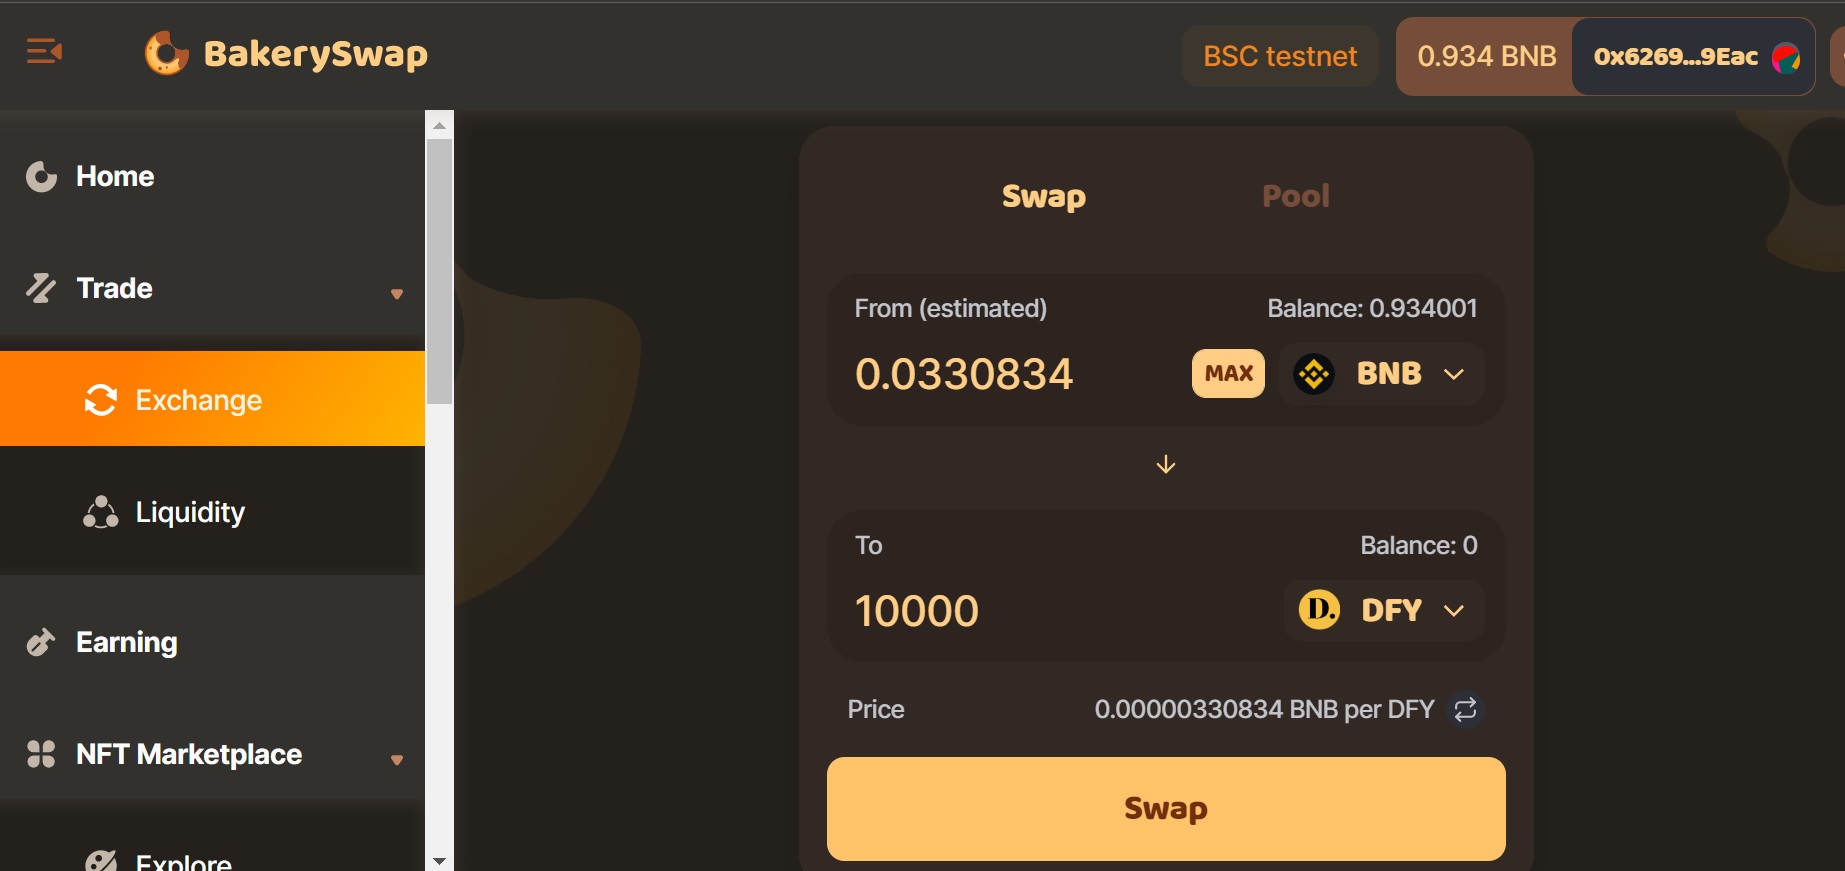 BakerySwap
BSC testnet
0.934 BNB
0x6269...9Eac
Home
Trade
Exchange
Liquidity
Earning
NFT Marketplace
Explore
Swap
Pool
From (estimated)
Balance: 0.934001
0.0330834
MAX
BNB
To
Balance: 0
10000
D.
DFY
Price
0.00000330834 BNB per DFY
Swap